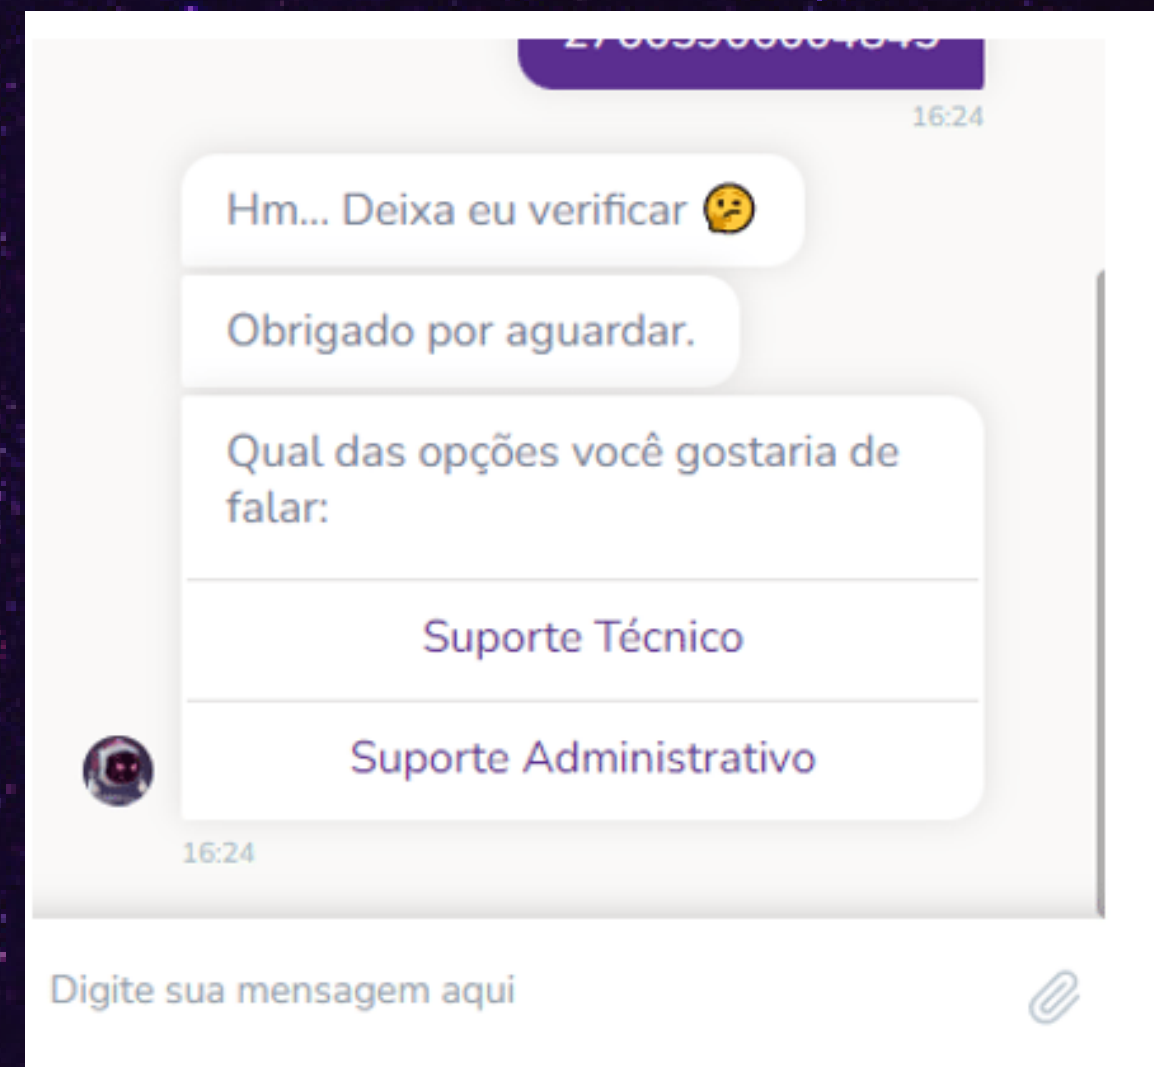 16:24
Hm... Deixa eu verificar 🤔
Obrigado por aguardar.
Qual das opções você gostaria de
falar:
Suporte Técnico
Suporte Administrativo
16:24
Digite sua mensagem aqui